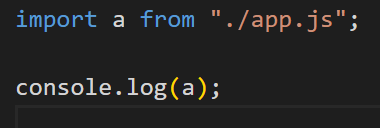 import a from "./app.js";
console.log(a);